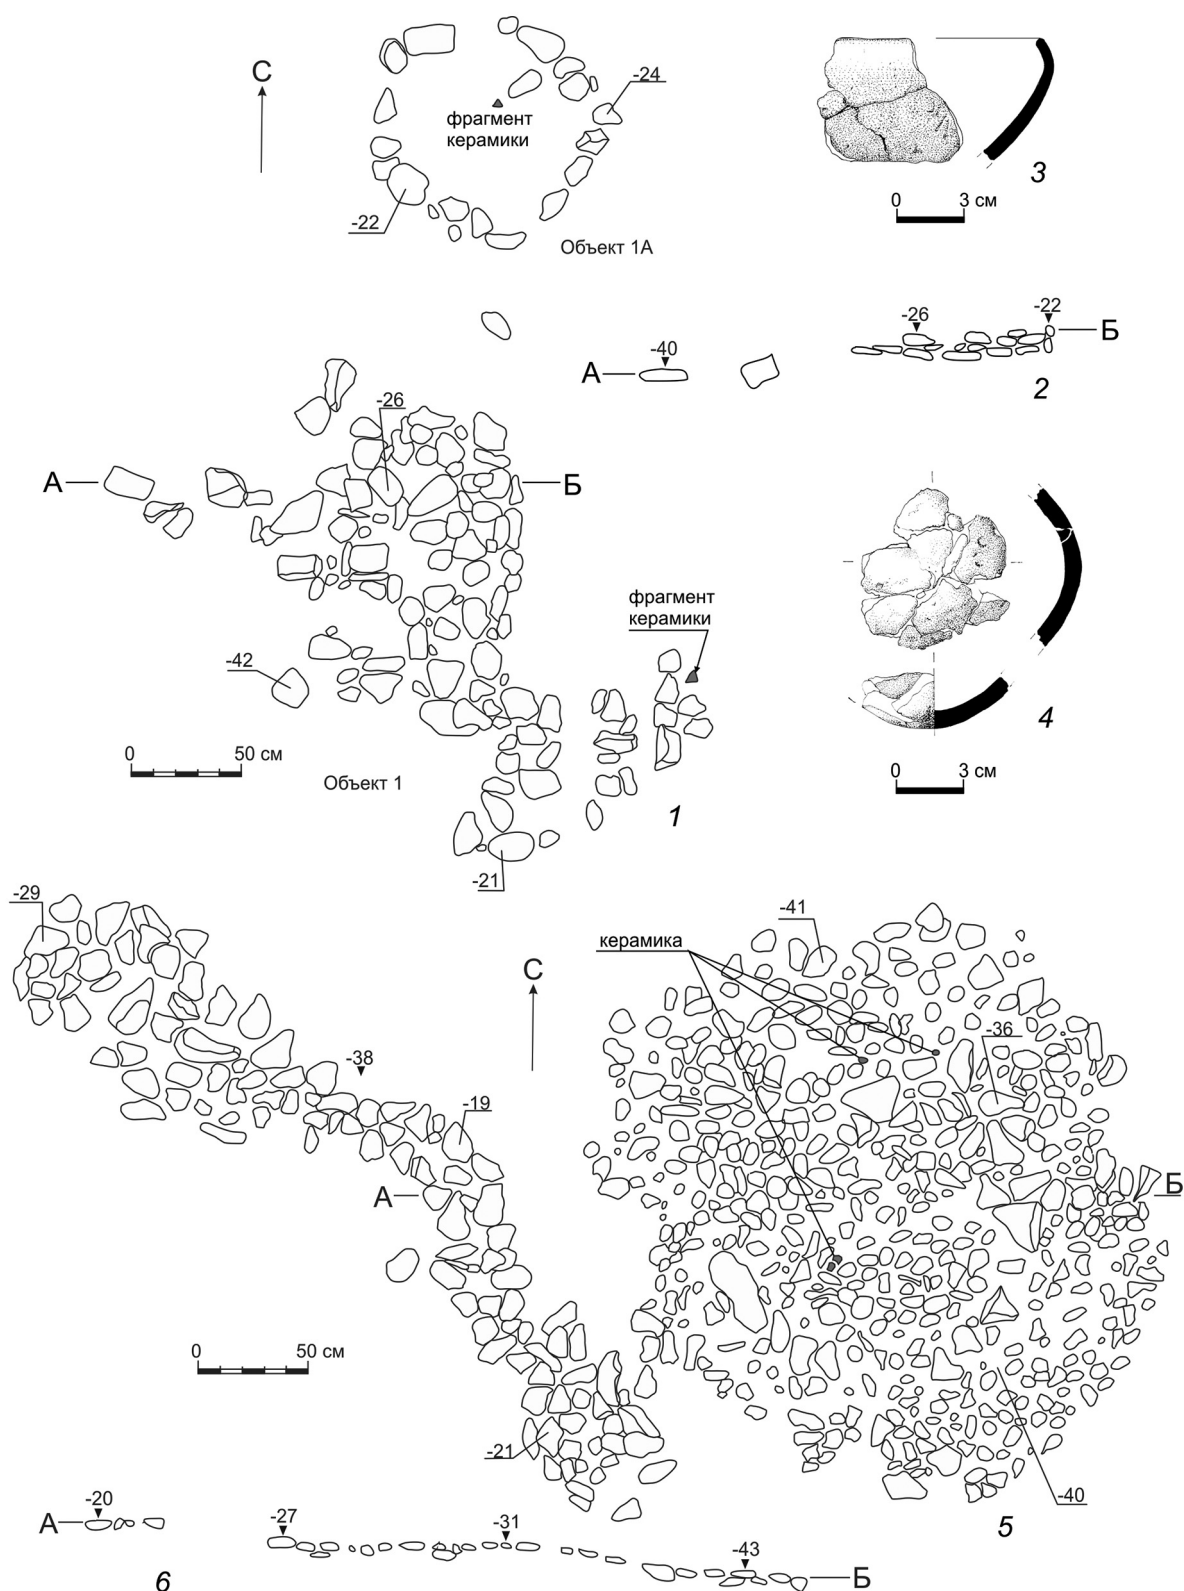 С
-24
фрагмент
керамики
-22
Объект 1А
3
0 3 см
-26
-22
Б
-40
А
2
-26
А
Б
фрагмент
керамики
-42
0 50 см
Объект 1
1
-21
4
0 3 см
-29
-41
керамика
С
-36
-38
-19
А
Б
0 50 см
-21
-40
5
-20
А
-27
-31
-43
Б
6